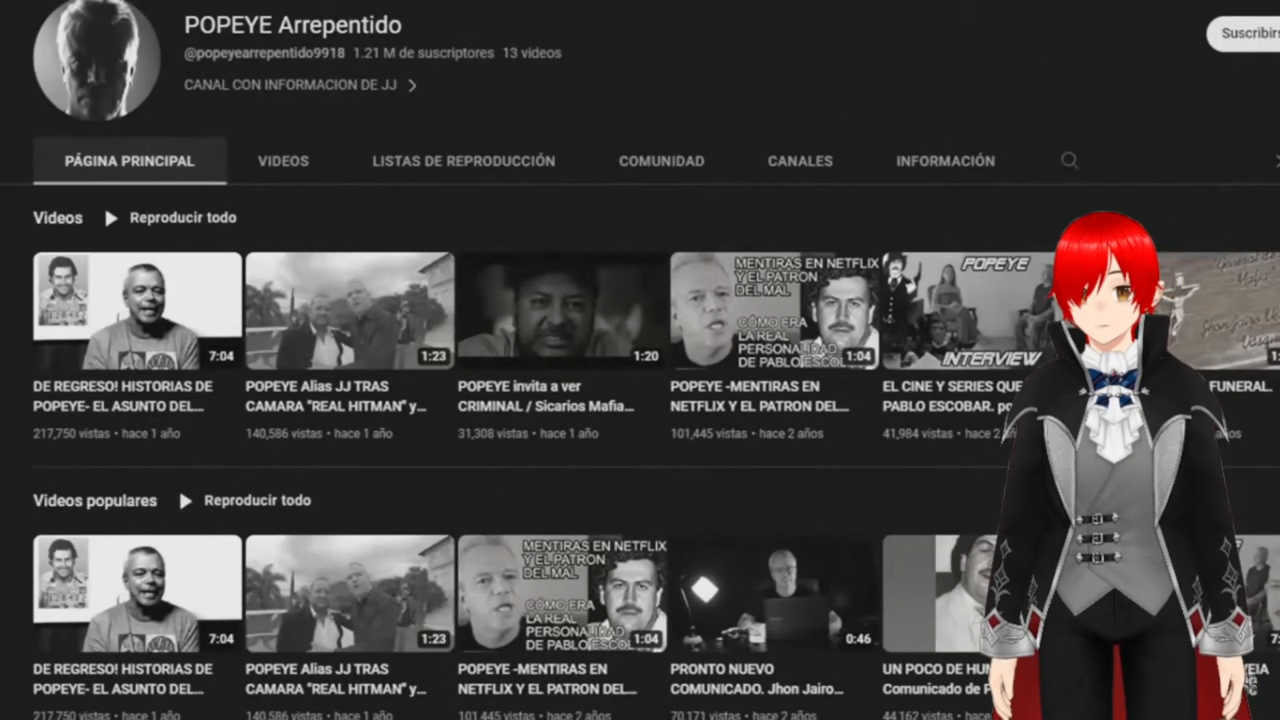 POPEYE Arrepentido
@popeyearrepentido9918 1.21 M de suscriptores 13 videos
Suscribirs
CANAL CON INFORMACION DE JJ
PÁGINA PRINCIPAL VIDEOS LISTAS DE REPRODUCCIÓN COMUNIDAD CANALES INFORMACIÓN
Videos Reproducir todo
MENTIRAS EN NETFLIX
Y EL PATRON
DEL MAL
CÓMO ERA
LA REAL
PERSONALIDAD
DE PABLO ESCO
POPEYE
INTERVIEW
7:04 1:23 1:20 1:04
DE REGRESO! HISTORIAS DE
POPEYE- EL ASUNTO DEL...
217,750 vistas • hace 1 año
POPEYE Alias JJ TRAS
CAMARA "REAL HITMAN" y...
140,586 vistas • hace 1 año
POPEYE invita a ver
CRIMINAL / Sicarios Mafia...
31,308 vistas • hace 1 año
POPEYE -MENTIRAS EN
NETFLIX Y EL PATRON DEL...
101,445 vistas • hace 2 años
EL CINE Y SERIES QUE
PABLO ESCOBAR. po
41,984 vistas • hace 2 añ
FUNERAL.
Videos populares Reproducir todo
MENTIRAS EN NETFLIX
Y EL PATRON
DEL MAL
CÓMO ERA
LA REAL
PERSONALIDAD
DE PABLO ESCOL
7:04 1:23 1:04 0:46
DE REGRESO! HISTORIAS DE
POPEYE- EL ASUNTO DEL...
217,750 vistas • hace 1 año
POPEYE Alias JJ TRAS
CAMARA "REAL HITMAN" y...
140,586 vistas • hace 1 año
POPEYE -MENTIRAS EN
NETFLIX Y EL PATRON DEL...
101,445 vistas • hace 2 años
PRONTO NUEVO
COMUNICADO. Jhon Jairo...
70,171 vistas • hace 2 años
UN POCO DE HUM
Comunicado de P
44,162 vistas • hace 2